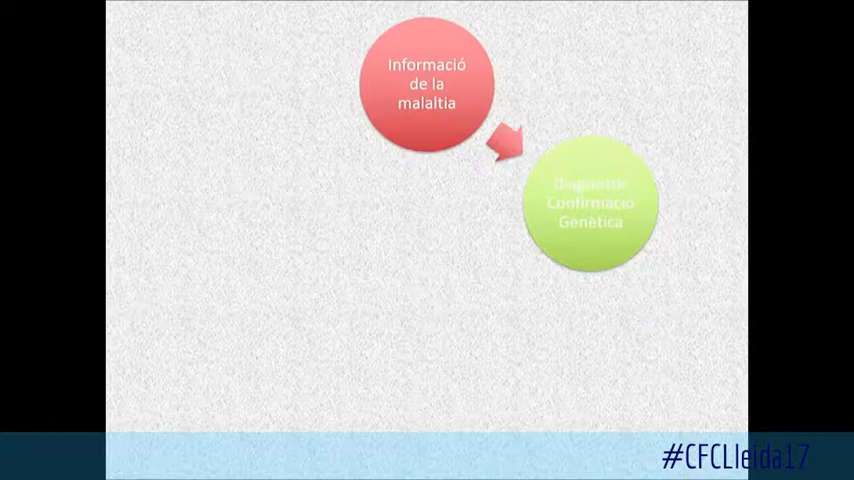 Informació
de la
malaltia
Diagnòstic
Confirmació
Genètica
#CFCLleida17